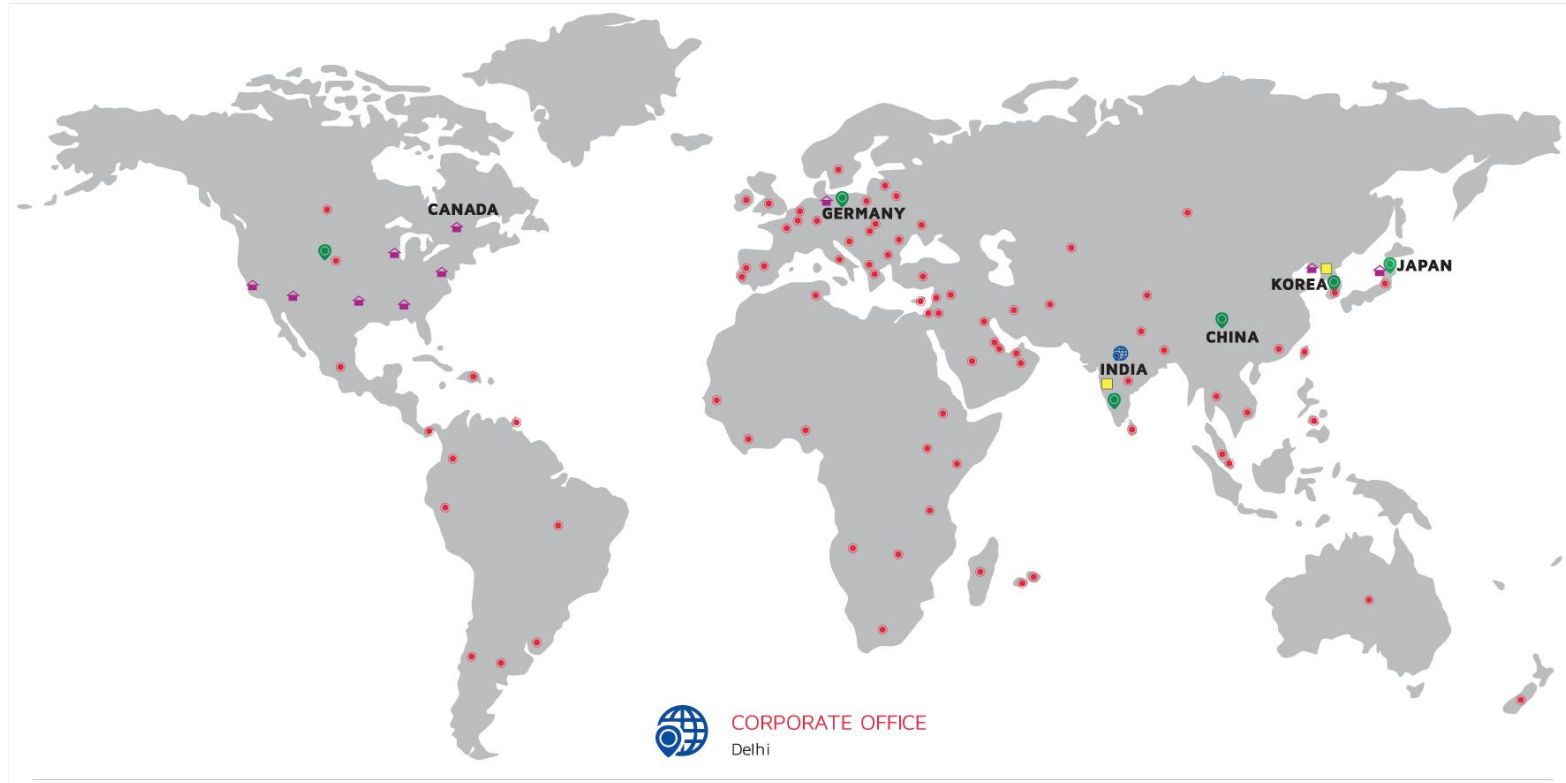 CANADA
GERMANY
JAPAN
KOREA
CHINA
INDIA
CORPORATE OFFICE
Delhi